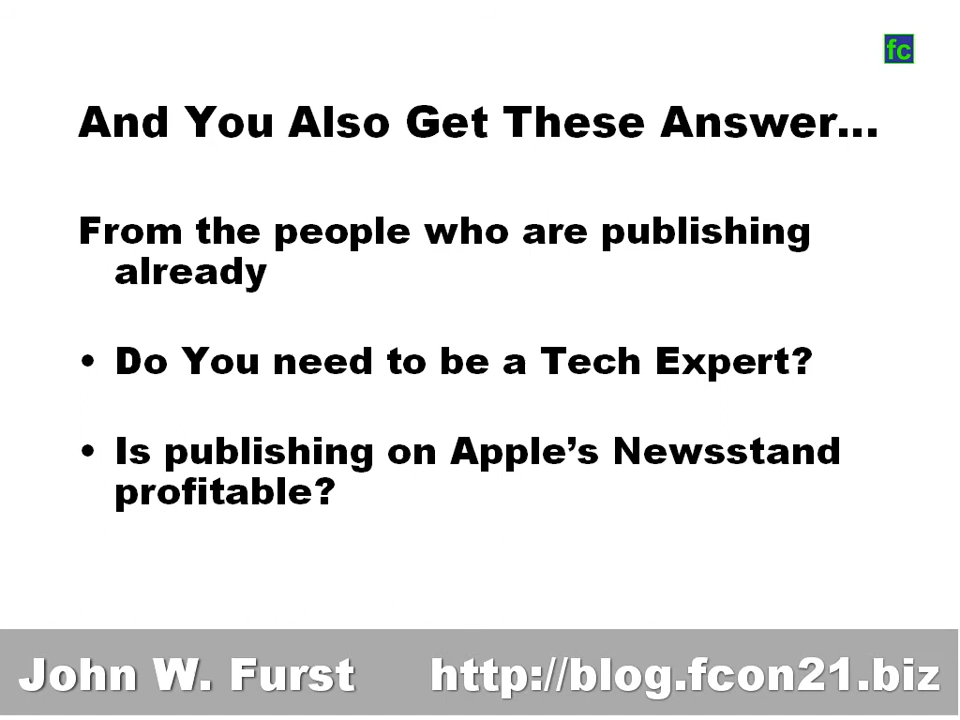 fc
And You Also Get These Answer...
From the people who are publishing
already
• Do You need to be a Tech Expert?
• Is publishing on Apple’s Newsstand
profitable?
John W. Furst http://blog.fcon21.biz